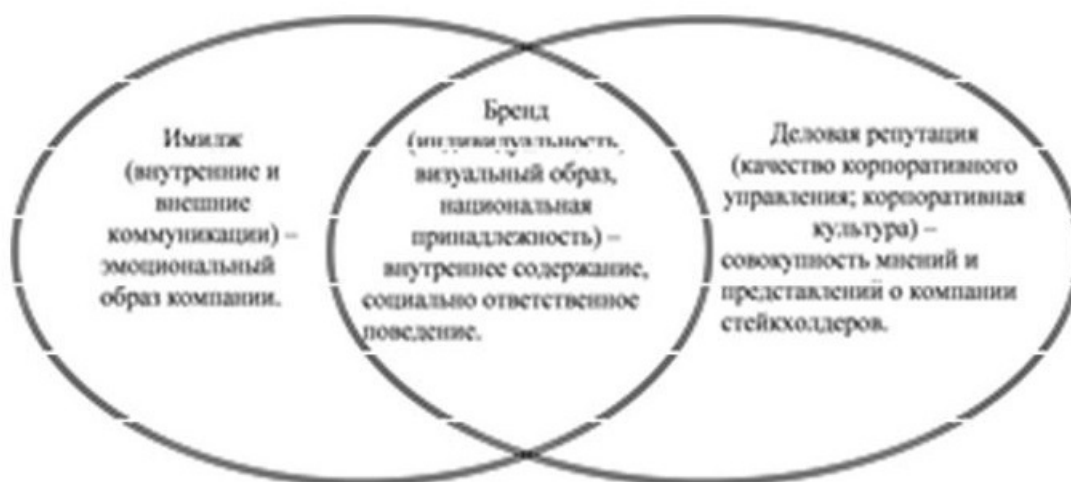 Имидж
(внутренние и
внешние
коммуникации) –
эмоциональный
образ компании.
Бренд
(индивидуальность,
визуальный образ,
национальная
принадлежность) –
внутреннее содержание,
социально ответственное
поведение.
Деловая репутация
(качество корпоративного
управления; корпоративная
культура) –
совокупность мнений и
представлений о компании
стейкхолдеров.